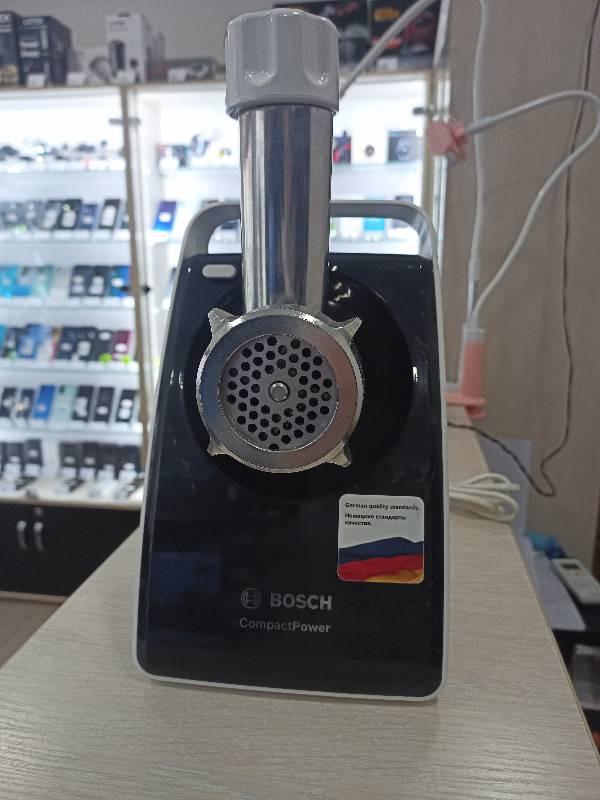 German quality standards.
Немецкие стандарты
качества.
BOSCH
CompactPower